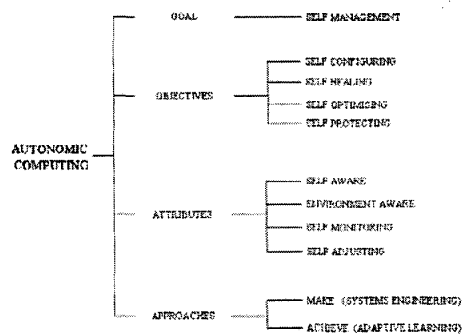 GOAL
SELF MANAGEMENT
SELF CONFIGURING
SELF HEALING
OBJECTIVES
SELF OPTIMISING
SELF PROTECTING
AUTONOMIC
COMPUTING
SELF AWARE
ENVIRONMENT AWARE
ATTRIBUTES
SELF MONITORING
SELF ADJUSTING
MAKE (SYSTEMS ENGINEERING)
APPROACHES
ACHIEVE (ADAPTIVE LEARNING)